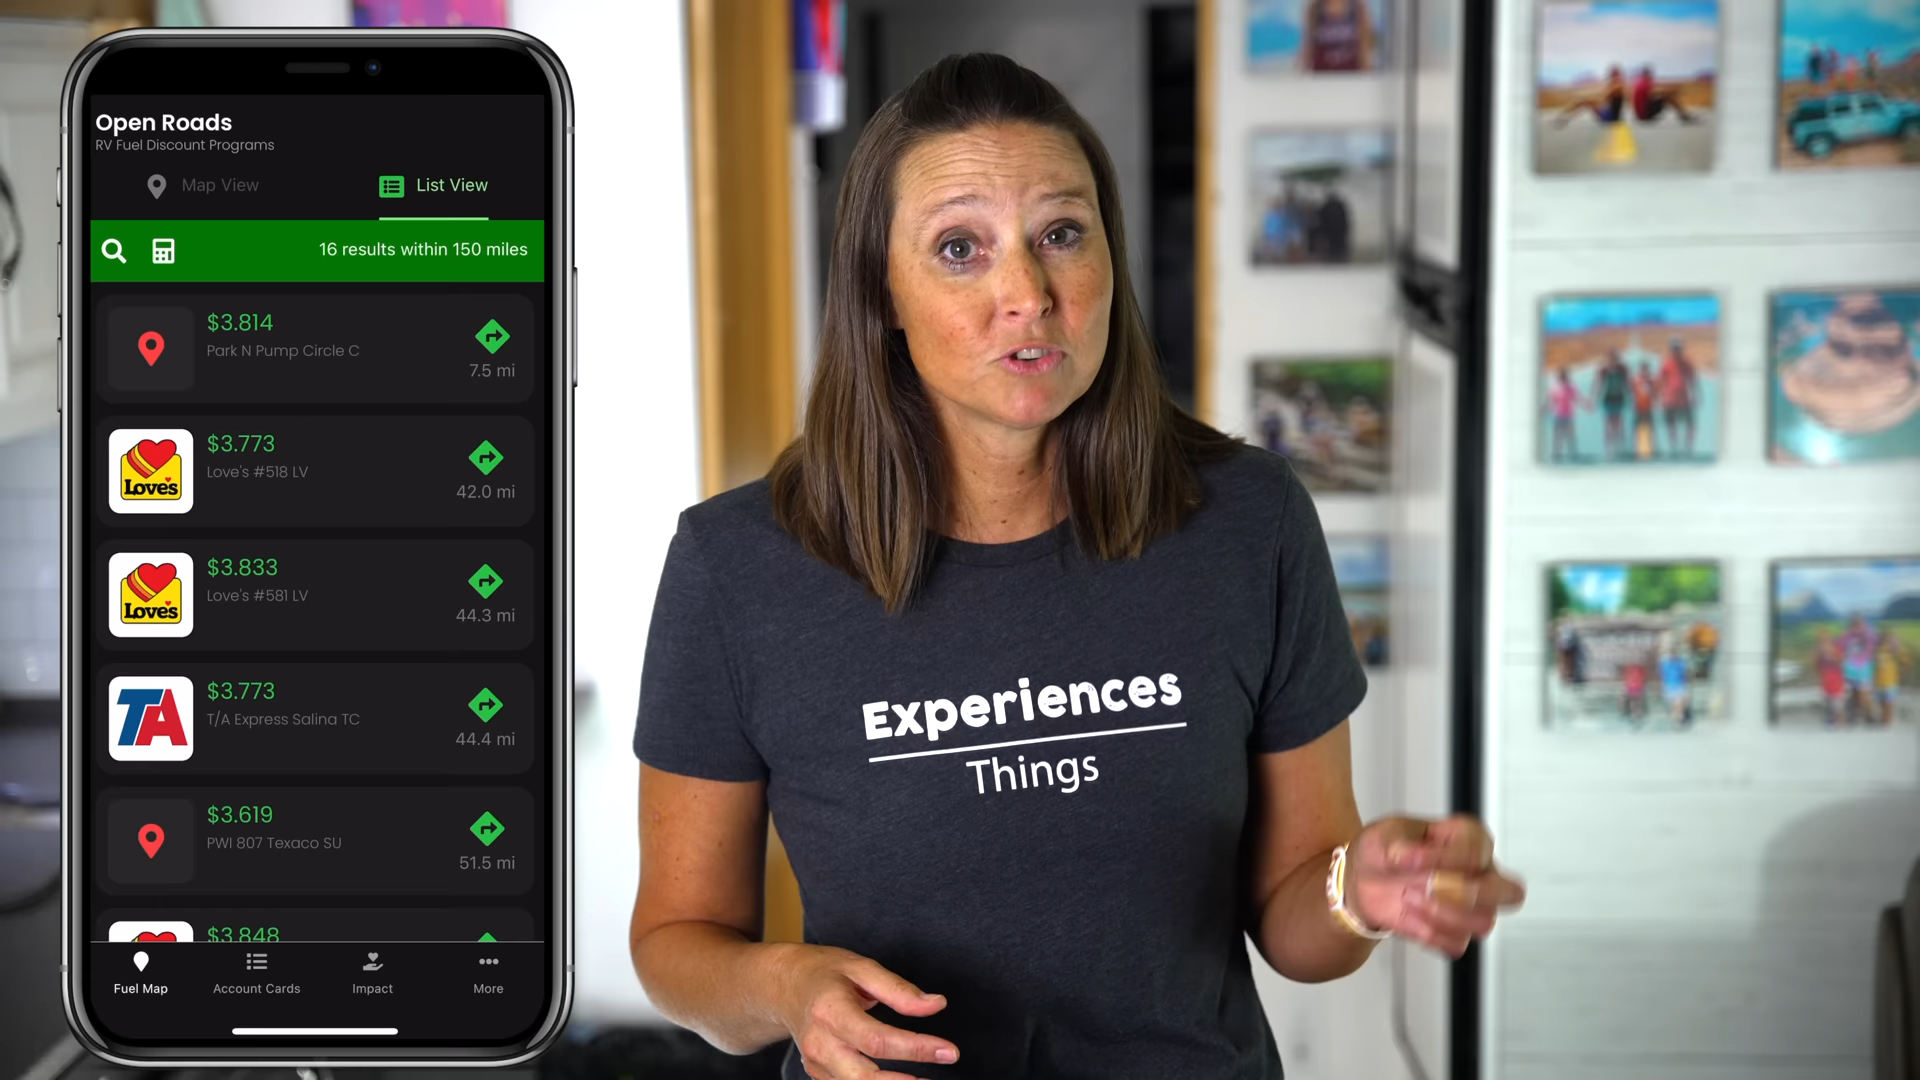 Open Roads
RV Fuel Discount Programs
Map View
List View
16 results within 150 miles
$3.814
Park N Pump Circle C
7.5 mi
Love's
$3.773
Love's #518 LV
42.0 mi
Love's
$3.833
Love's #581 LV
44.3 mi
TA
$3.773
T/A Express Salina TC
44.4 mi
$3.619
PWI 807 Texaco SU
51.5 mi
$3.848
Fuel Map
Account Cards
Impact
More
Experiences
Things